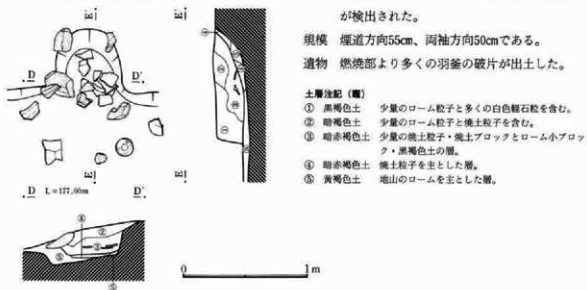 が検出された。
規模　煙道方向55cm、両袖方向50cmである。
遺物　燃焼部より多くの羽釜の破片が出土した。
土層注記（竈）
① 黒褐色土　少量のローム粒子と多くの白色軽石粒を含む。
② 暗褐色土　少量のローム粒子と焼土粒子を含む。
③ 暗赤褐色土　少量の焼土粒子・焼土ブロックとローム小ブロッ
ク・黒褐色土の層。
④ 暗赤褐色土　焼土粒子を主とした層。
⑤ 黄褐色土　地山のロームを主とした層。
E
E'
D
D'
E
E'
D L=177.00m D'
④
②
③
⑤
⑤
0 1m